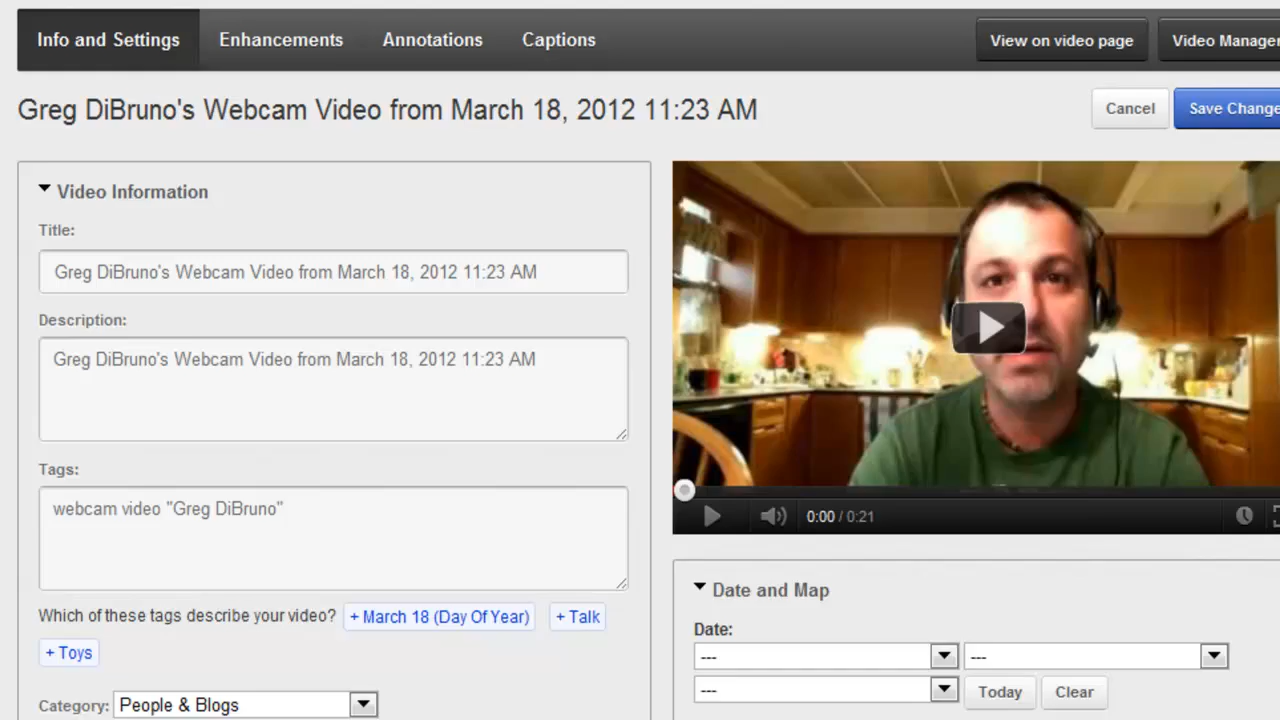 Info and Settings Enhancements Annotations Captions View on video page Video Manager
Greg DiBruno's Webcam Video from March 18, 2012 11:23 AM Cancel Save Change
Video Information
Title:
Greg DiBruno's Webcam Video from March 18, 2012 11:23 AM
Description:
Greg DiBruno's Webcam Video from March 18, 2012 11:23 AM
Tags:
webcam video "Greg DiBruno"
0:00 / 0:21
Which of these tags describe your video? + March 18 (Day Of Year) + Talk
+ Toys
Category: People & Blogs
Date and Map
Date:
--- ---
--- Today Clear